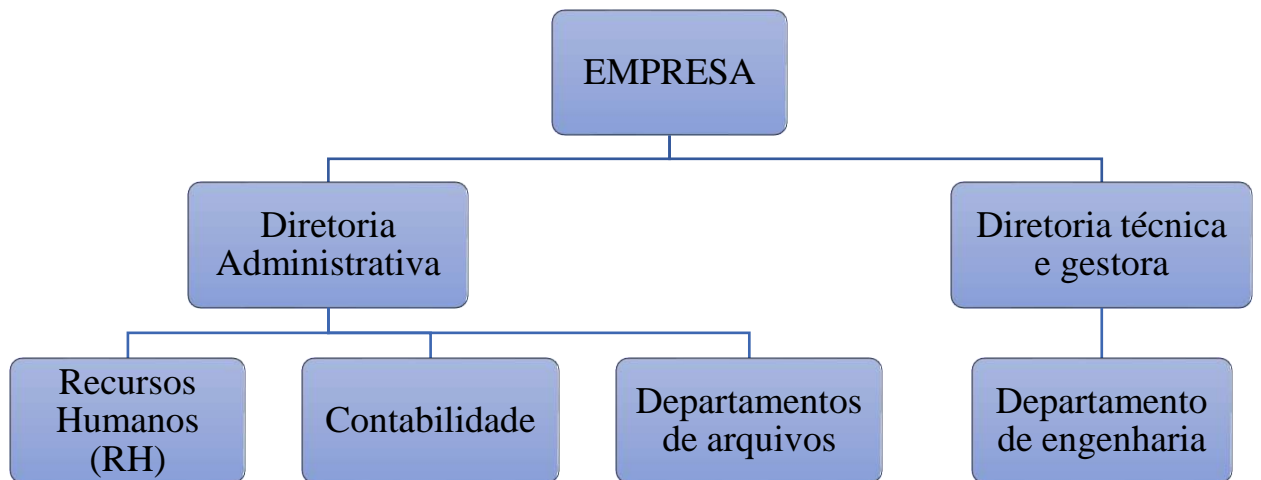 EMPRESA
Diretoria
Administrativa
Diretoria técnica
e gestora
Recursos
Humanos
(RH)
Contabilidade
Departamentos
de arquivos
Departamento
de engenharia